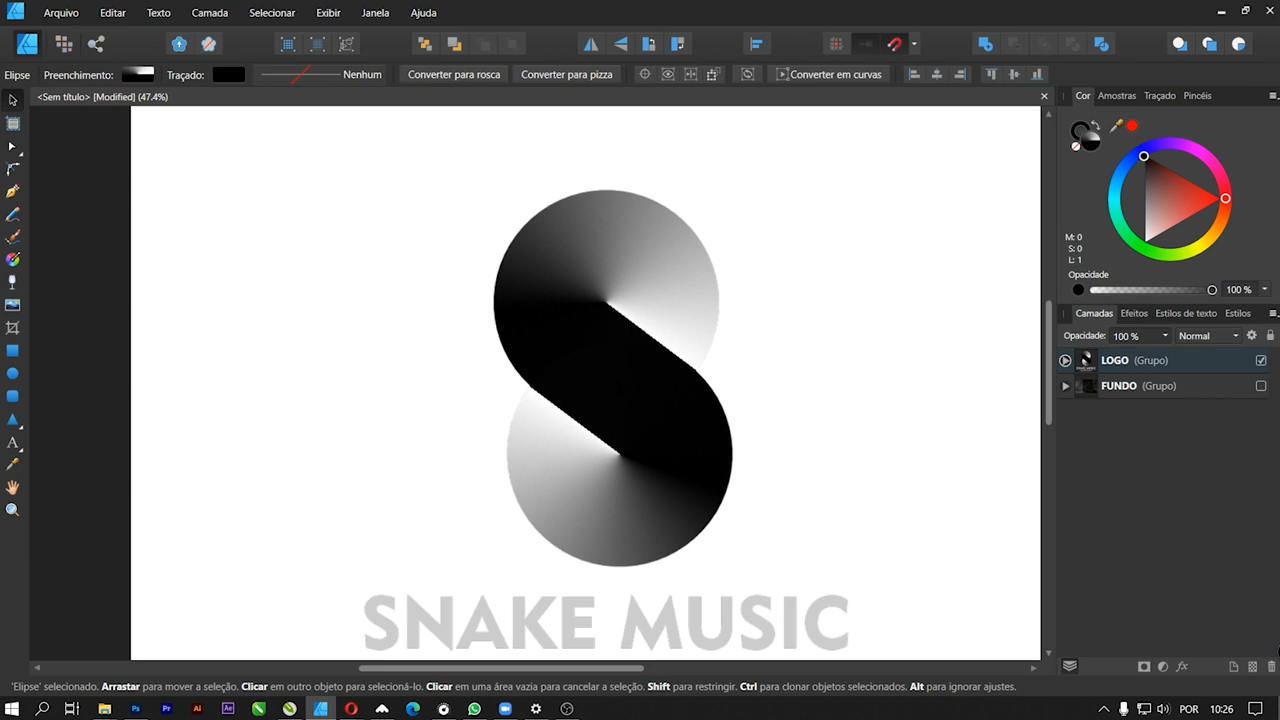 Arquivo Editar Texto Camada Selecionar Exibir Janela Ajuda
Elipse Preenchimento: Traçado: Nenhum Converter para rosca Converter para pizza Converter em curvas
<Sem título> [Modified] (47.4%)
Cor Amostras Traçado Pincéis
M: 0
S: 0
L: 1
Opacidade
100 %
Camadas Efeitos Estilos de texto Estilos
Opacidade: 100 % Normal
LOGO (Grupo)
FUNDO (Grupo)
SNAKE MUSIC
'Elipse' selecionado. Arrastar para mover a seleção. Clicar em outro objeto para selecioná-lo. Clicar em uma área vazia para cancelar a seleção. Shift para restringir. Ctrl para clonar objetos selecionados. Alt para ignorar ajustes.
Ps Pr Ai Ae POR 10:26